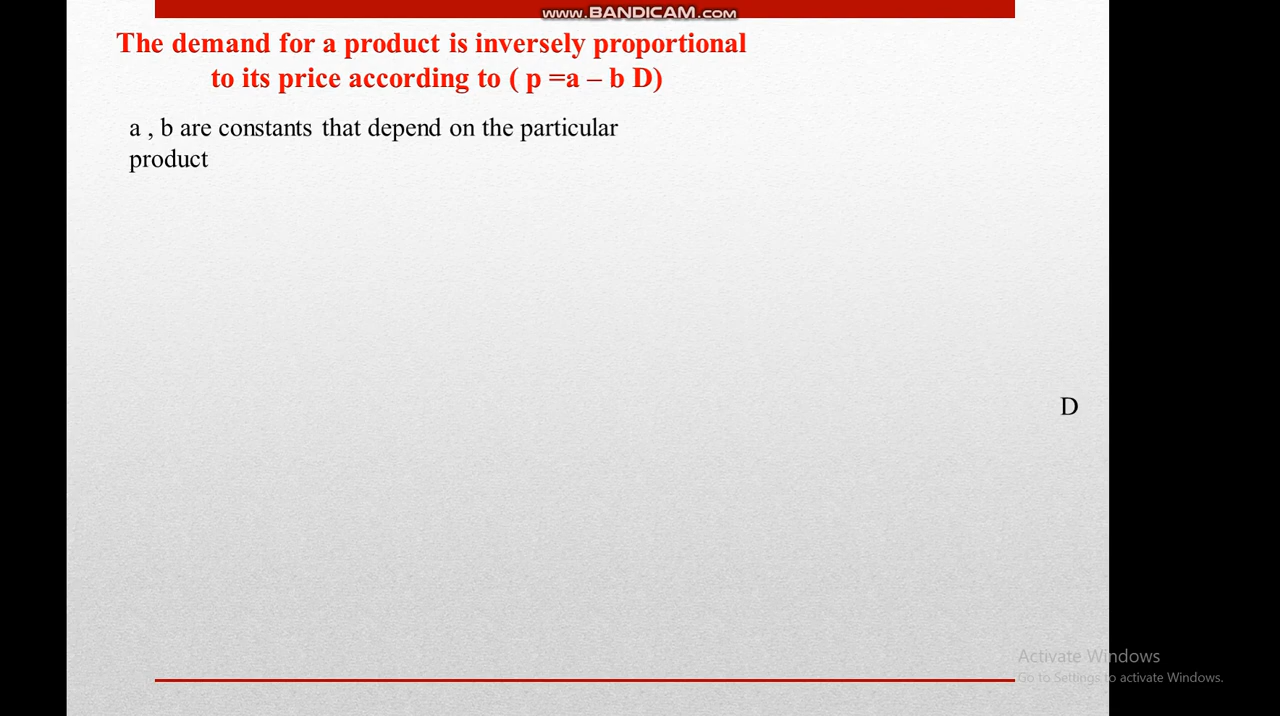 www.BANDICAM.com
The demand for a product is inversely proportional
to its price according to ( p =a – b D)
a , b are constants that depend on the particular
product
D
Activate Windows
Go to Settings to activate Windows.